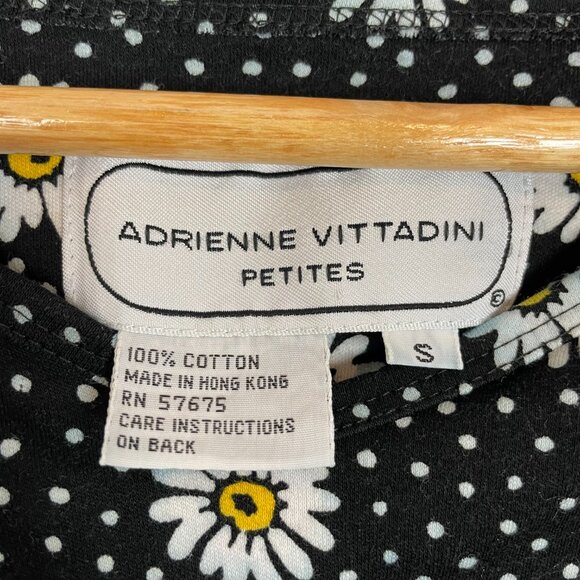 ADRIENNE VITTADINI
PETITES
©
S
100% COTTON
MADE IN HONG KONG
RN 57675
CARE INSTRUCTIONS
ON BACK